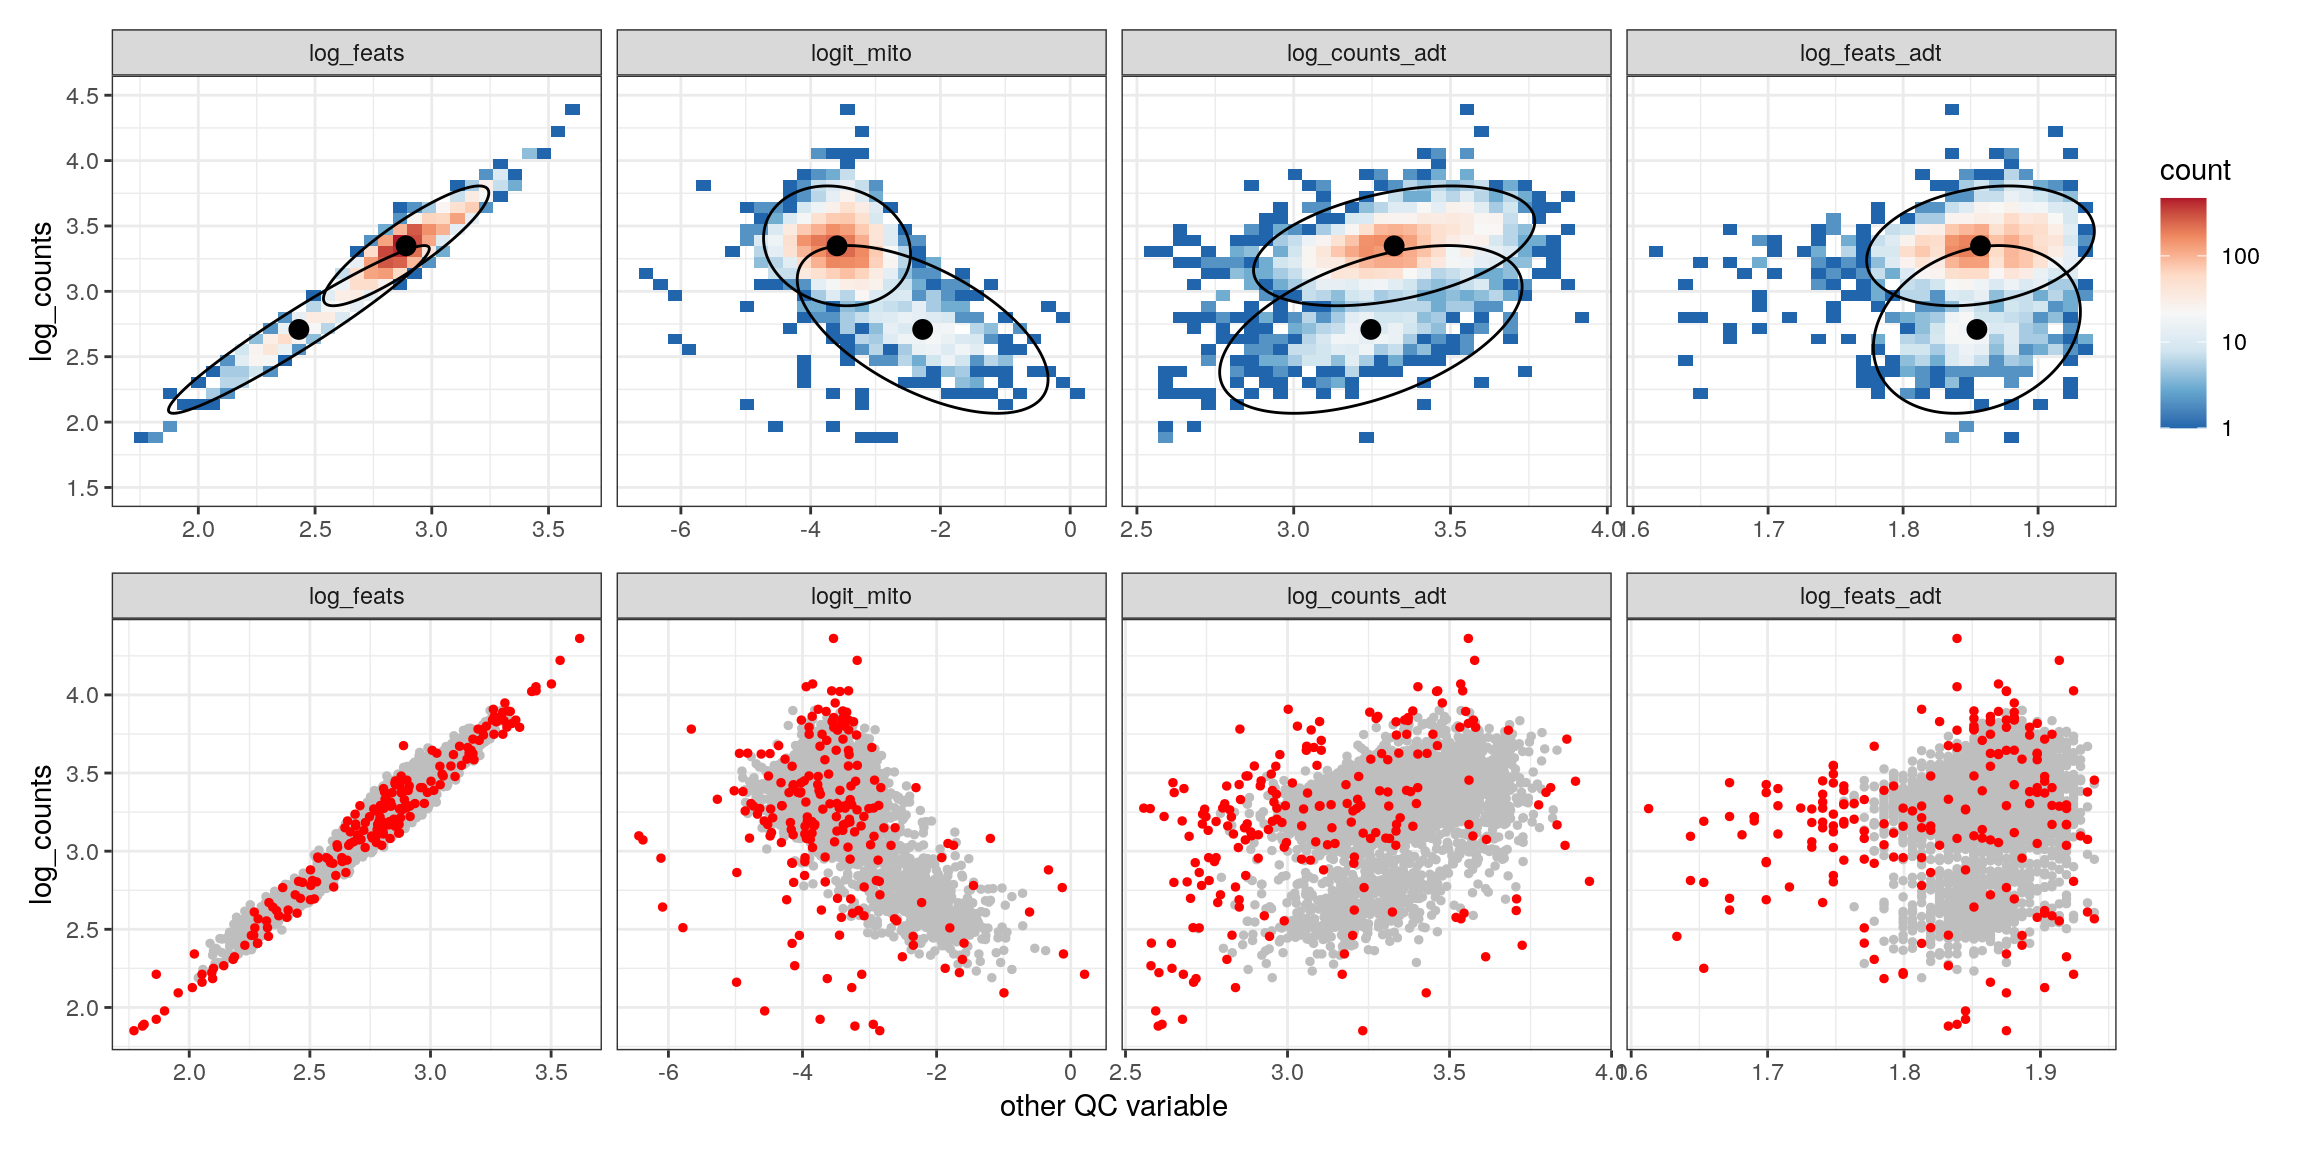 log_feats
logit_mito
log_counts_adt
log_feats_adt
log_counts
4.5
4.0
3.5
3.0
2.5
2.0
1.5
2.0 2.5 3.0 3.5
-6 -4 -2 0
2.5 3.0 3.5 4.0
1.6 1.7 1.8 1.9
count
100
10
1
log_feats
logit_mito
log_counts_adt
log_feats_adt
log_counts
4.0
3.5
3.0
2.5
2.0
2.0 2.5 3.0 3.5
-6 -4 -2 0
2.5 3.0 3.5 4.0
1.6 1.7 1.8 1.9
other QC variable